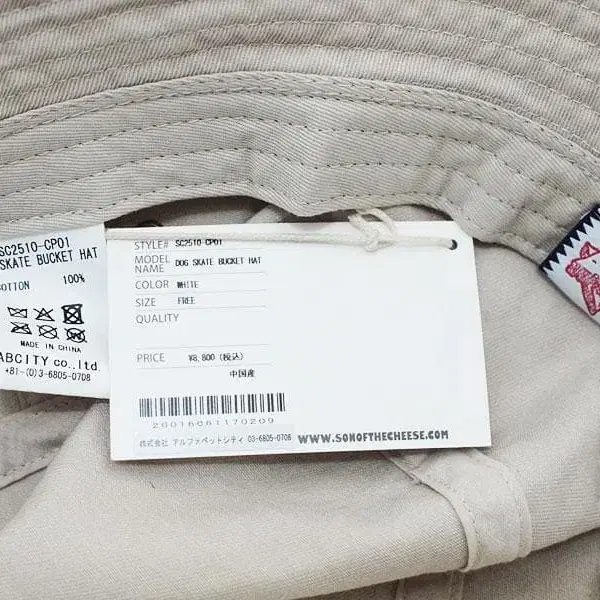 SC2510-CP01
SKATE BUCKET HAT
COTTON 100%
MADE IN CHINA
ABCITY co.,ltd.
+81-(0)3-6805-0708
STYLE# SC2510-CP01
MODEL NAME DOG SKATE BUCKET HAT
COLOR WHITE
SIZE FREE
QUALITY
PRICE ¥8,800 (税込)
中国産
20016061170209
株式会社 アルファベットシティ 03-6805-0708
WWW.SONOFTHECHEESE.COM